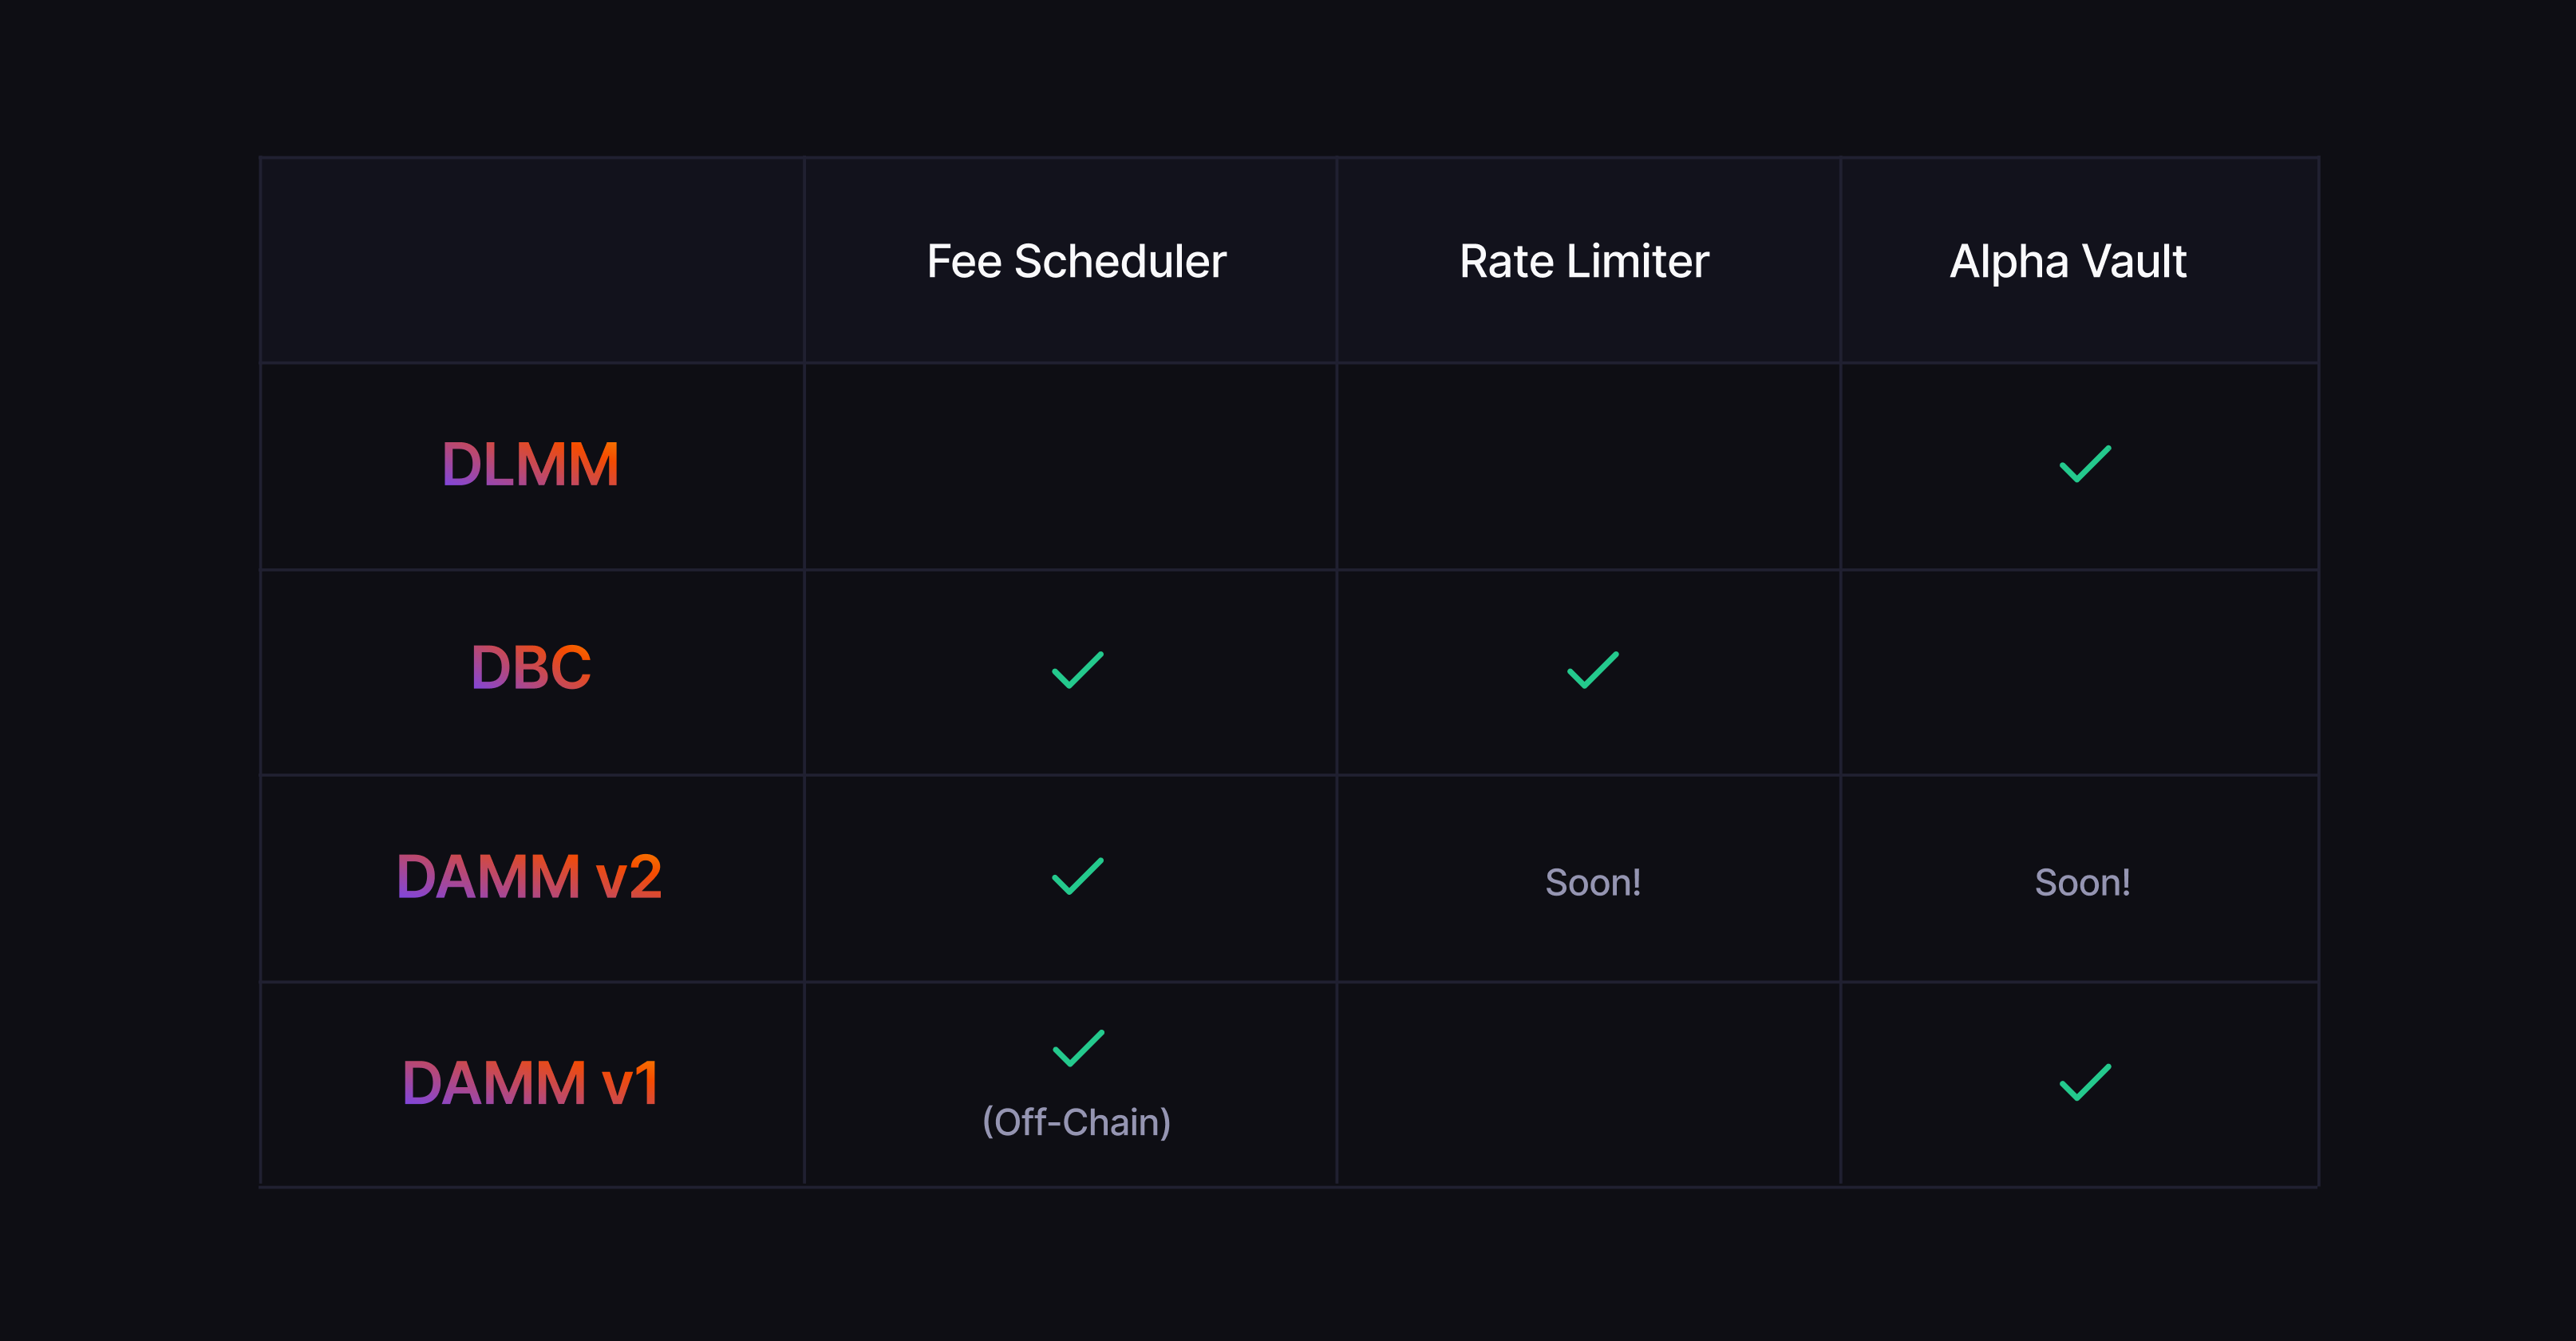 Fee Scheduler Rate Limiter Alpha Vault
DLMM
DBC
DAMM v2 Soon! Soon!
DAMM v1
(Off-Chain)